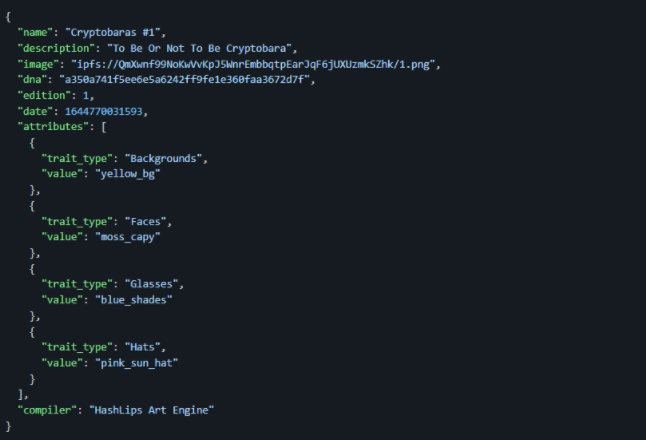 {
  "name": "Cryptobaras #1",
  "description": "To Be Or Not To Be Cryptobara",
  "image": "ipfs://QmXwnf99NoKwVvKpJ5WnrEmbbqtpEarJqF6jUXUzmkSZhk/1.png",
  "dna": "a350a741f5ee6e5a6242ff9fe1e360faa3672d7f",
  "edition": 1,
  "date": 1644770031593,
  "attributes": [
    {
      "trait_type": "Backgrounds",
      "value": "yellow_bg"
    },
    {
      "trait_type": "Faces",
      "value": "moss_capy"
    },
    {
      "trait_type": "Glasses",
      "value": "blue_shades"
    },
    {
      "trait_type": "Hats",
      "value": "pink_sun_hat"
    }
  ],
  "compiler": "HashLips Art Engine"
}